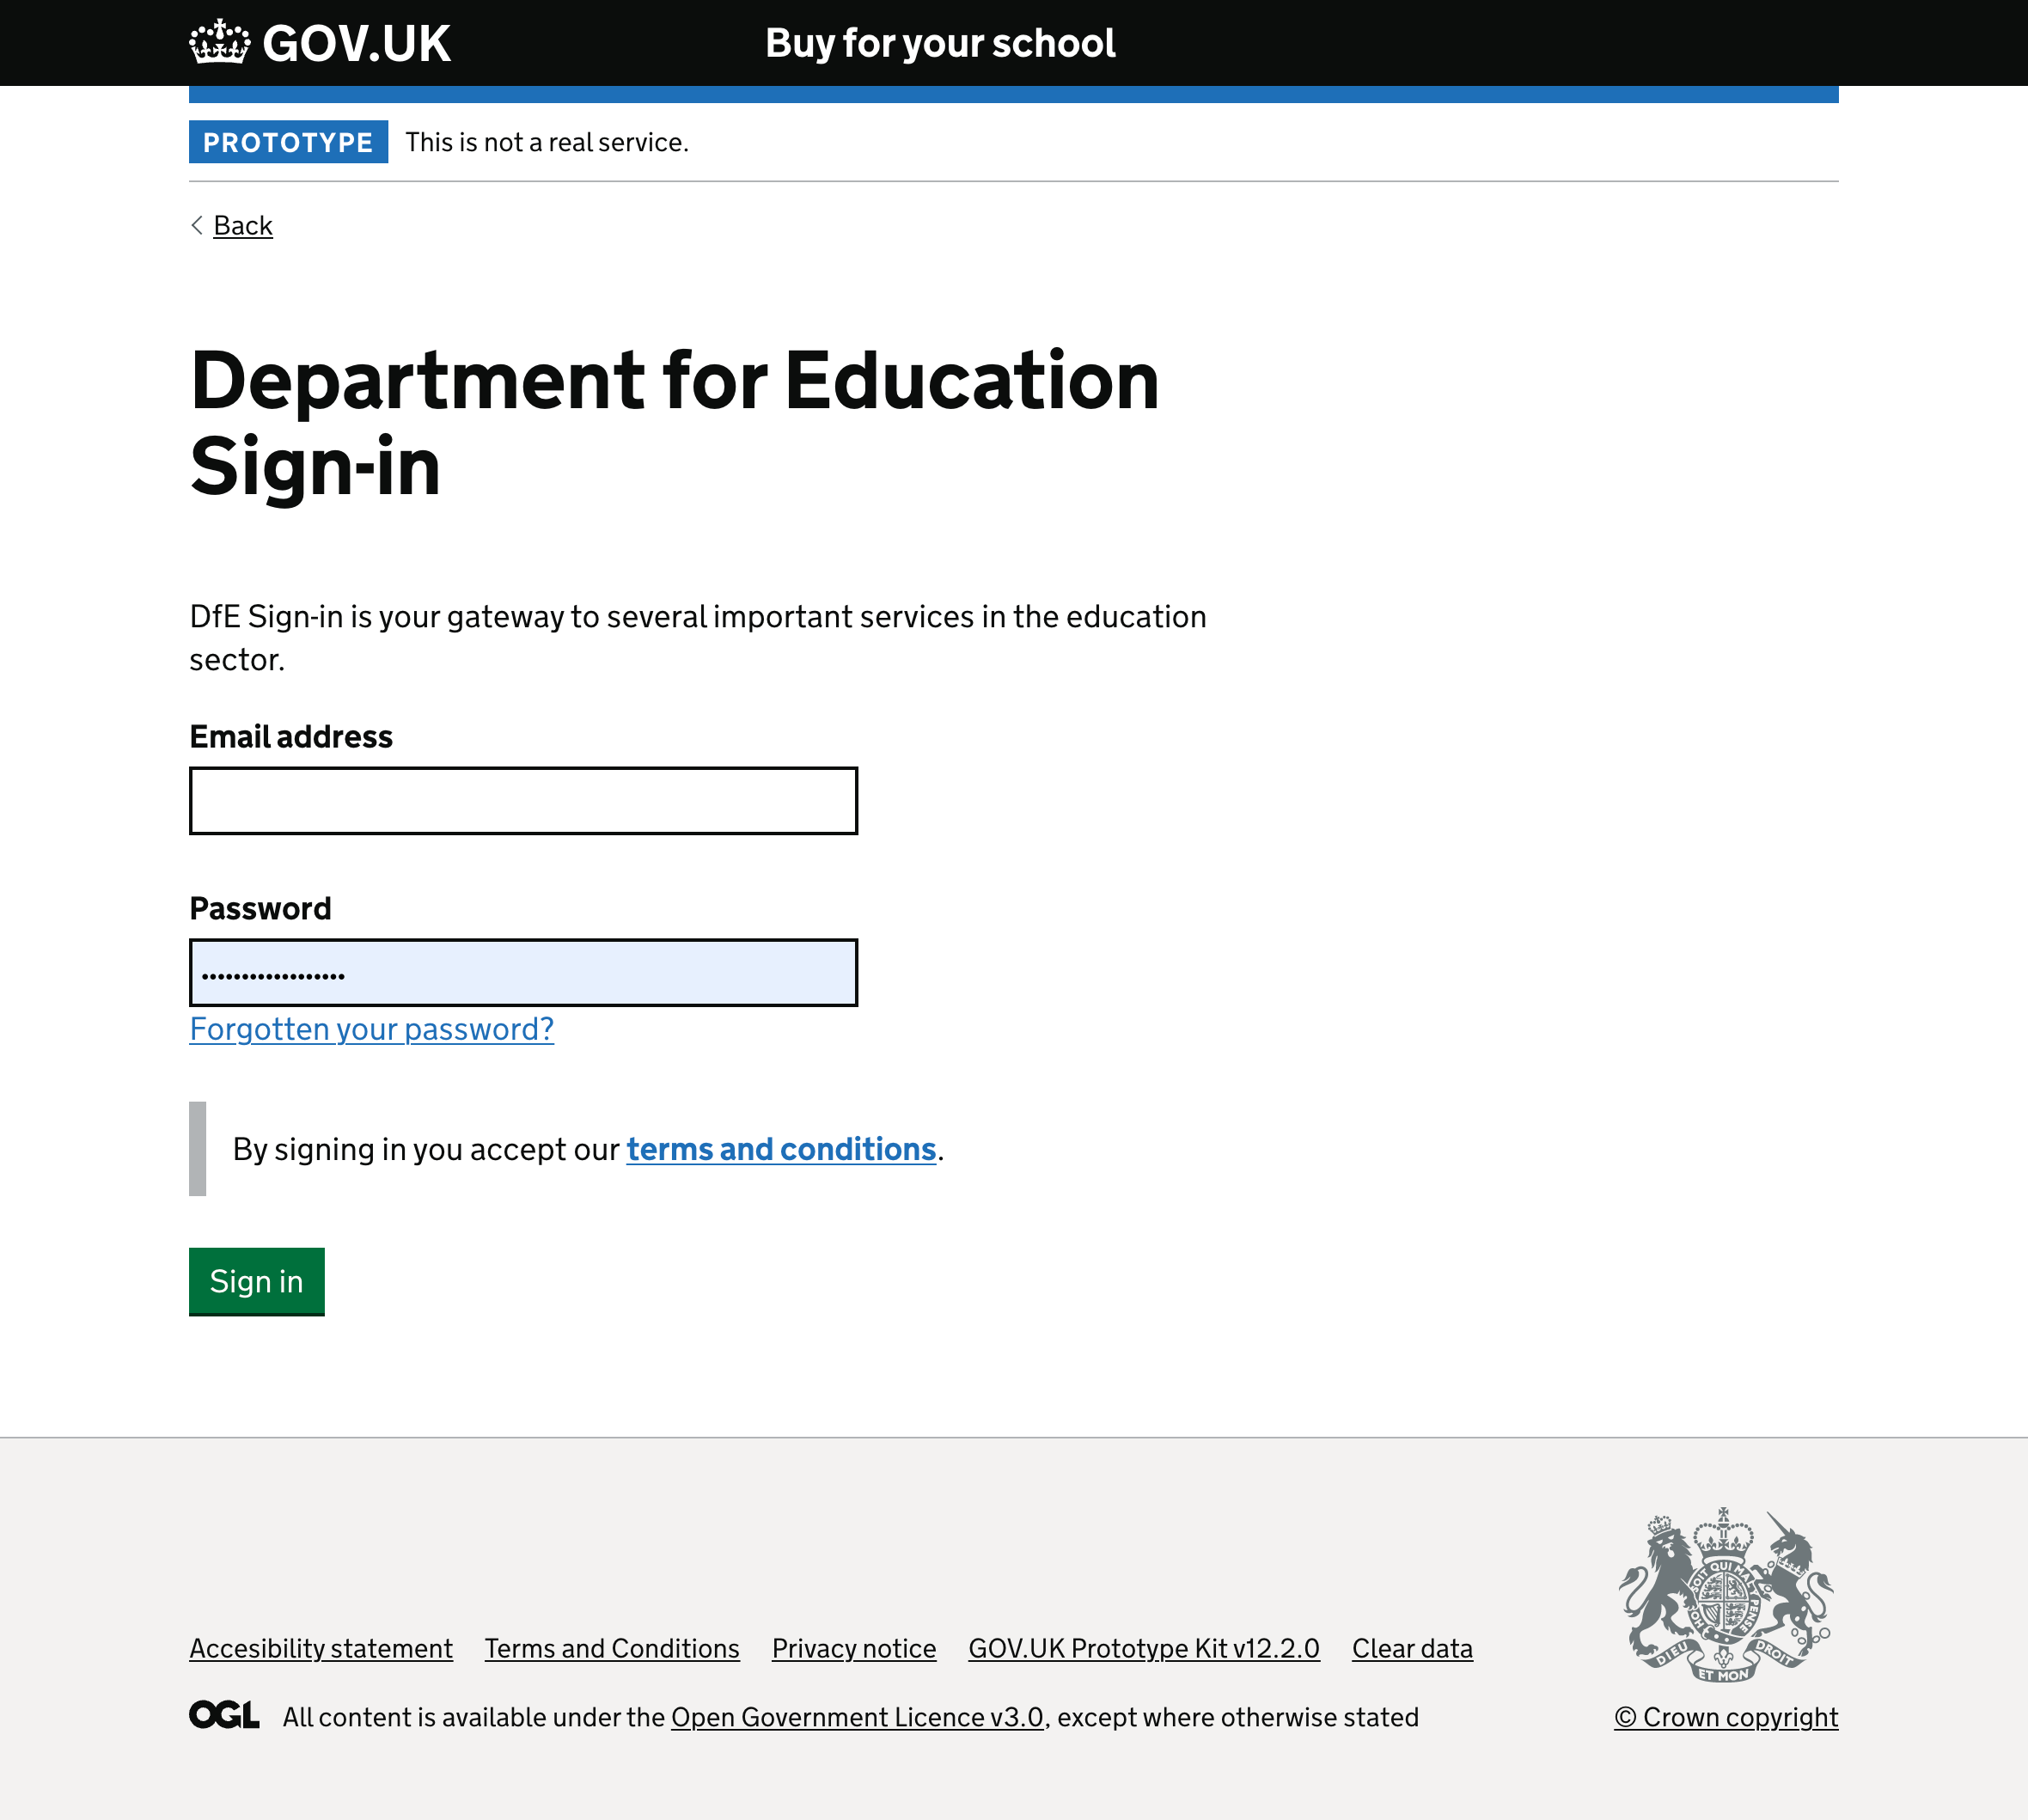 GOV.UK
Buy for your school
PROTOTYPE This is not a real service.
Back
Department for Education
Sign-in
DfE Sign-in is your gateway to several important services in the education
sector.
Email address
Password
••••••••••••••••••
Forgotten your password?
By signing in you accept our terms and conditions.
Sign in
Accesibility statement Terms and Conditions Privacy notice GOV.UK Prototype Kit v12.2.0 Clear data
OGL All content is available under the Open Government Licence v3.0, except where otherwise stated
SOIT QUI MAL Y PENSE
DIEU ET MON DROIT
© Crown copyright